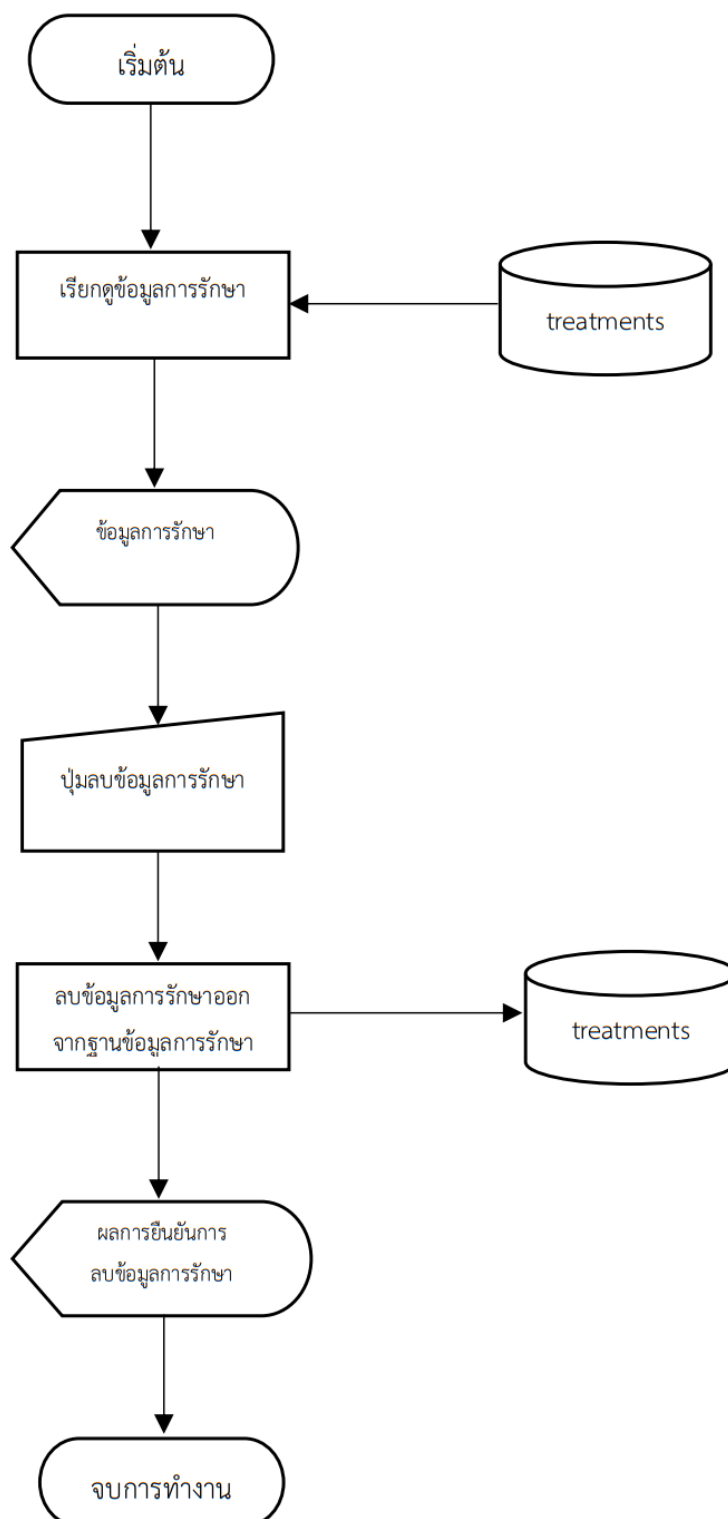 เริ่มต้น
เรียกดูข้อมูลการรักษา
treatments
ข้อมูลการรักษา
ปุ่มลบข้อมูลการรักษา
ลบข้อมูลการรักษาออก
จากฐานข้อมูลการรักษา
treatments
ผลการยืนยันการ
ลบข้อมูลการรักษา
จบการทำงาน